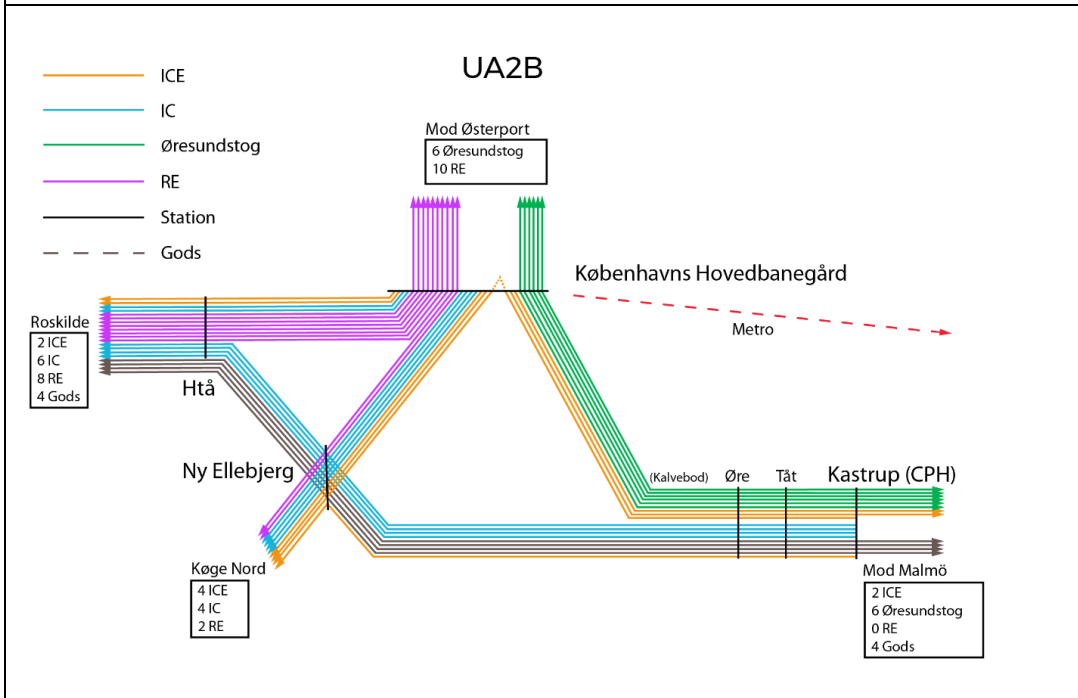 UA2B
ICE
IC
Øresundstog
RE
Station
Gods
Mod Østerport
6 Øresundstog
10 RE
Københavns Hovedbanegård
Metro
Roskilde
2 ICE
6 IC
8 RE
4 Gods
Htå
Ny Ellebjerg
(Kalvebod)
Øre
Tåt
Kastrup (CPH)
Køge Nord
4 ICE
4 IC
2 RE
Mod Malmö
2 ICE
6 Øresundstog
0 RE
4 Gods